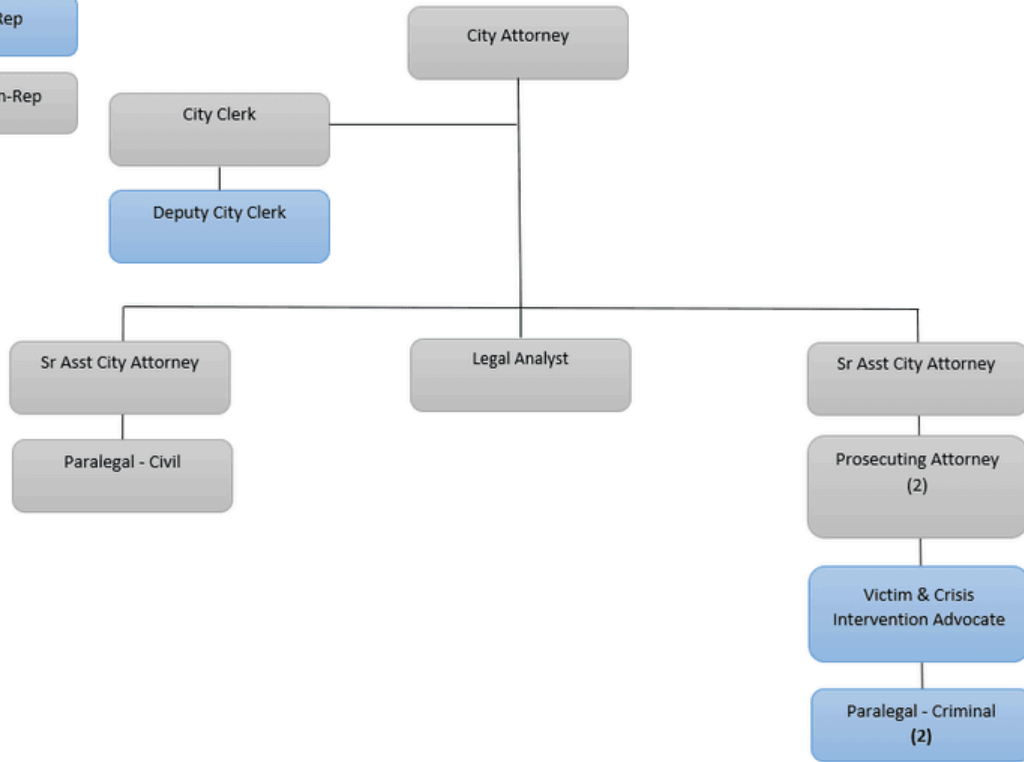 Rep
City Attorney
n-Rep
City Clerk
Deputy City Clerk
Sr Asst City Attorney
Legal Analyst
Sr Asst City Attorney
Paralegal - Civil
Prosecuting Attorney
(2)
Victim & Crisis
Intervention Advocate
Paralegal - Criminal
(2)